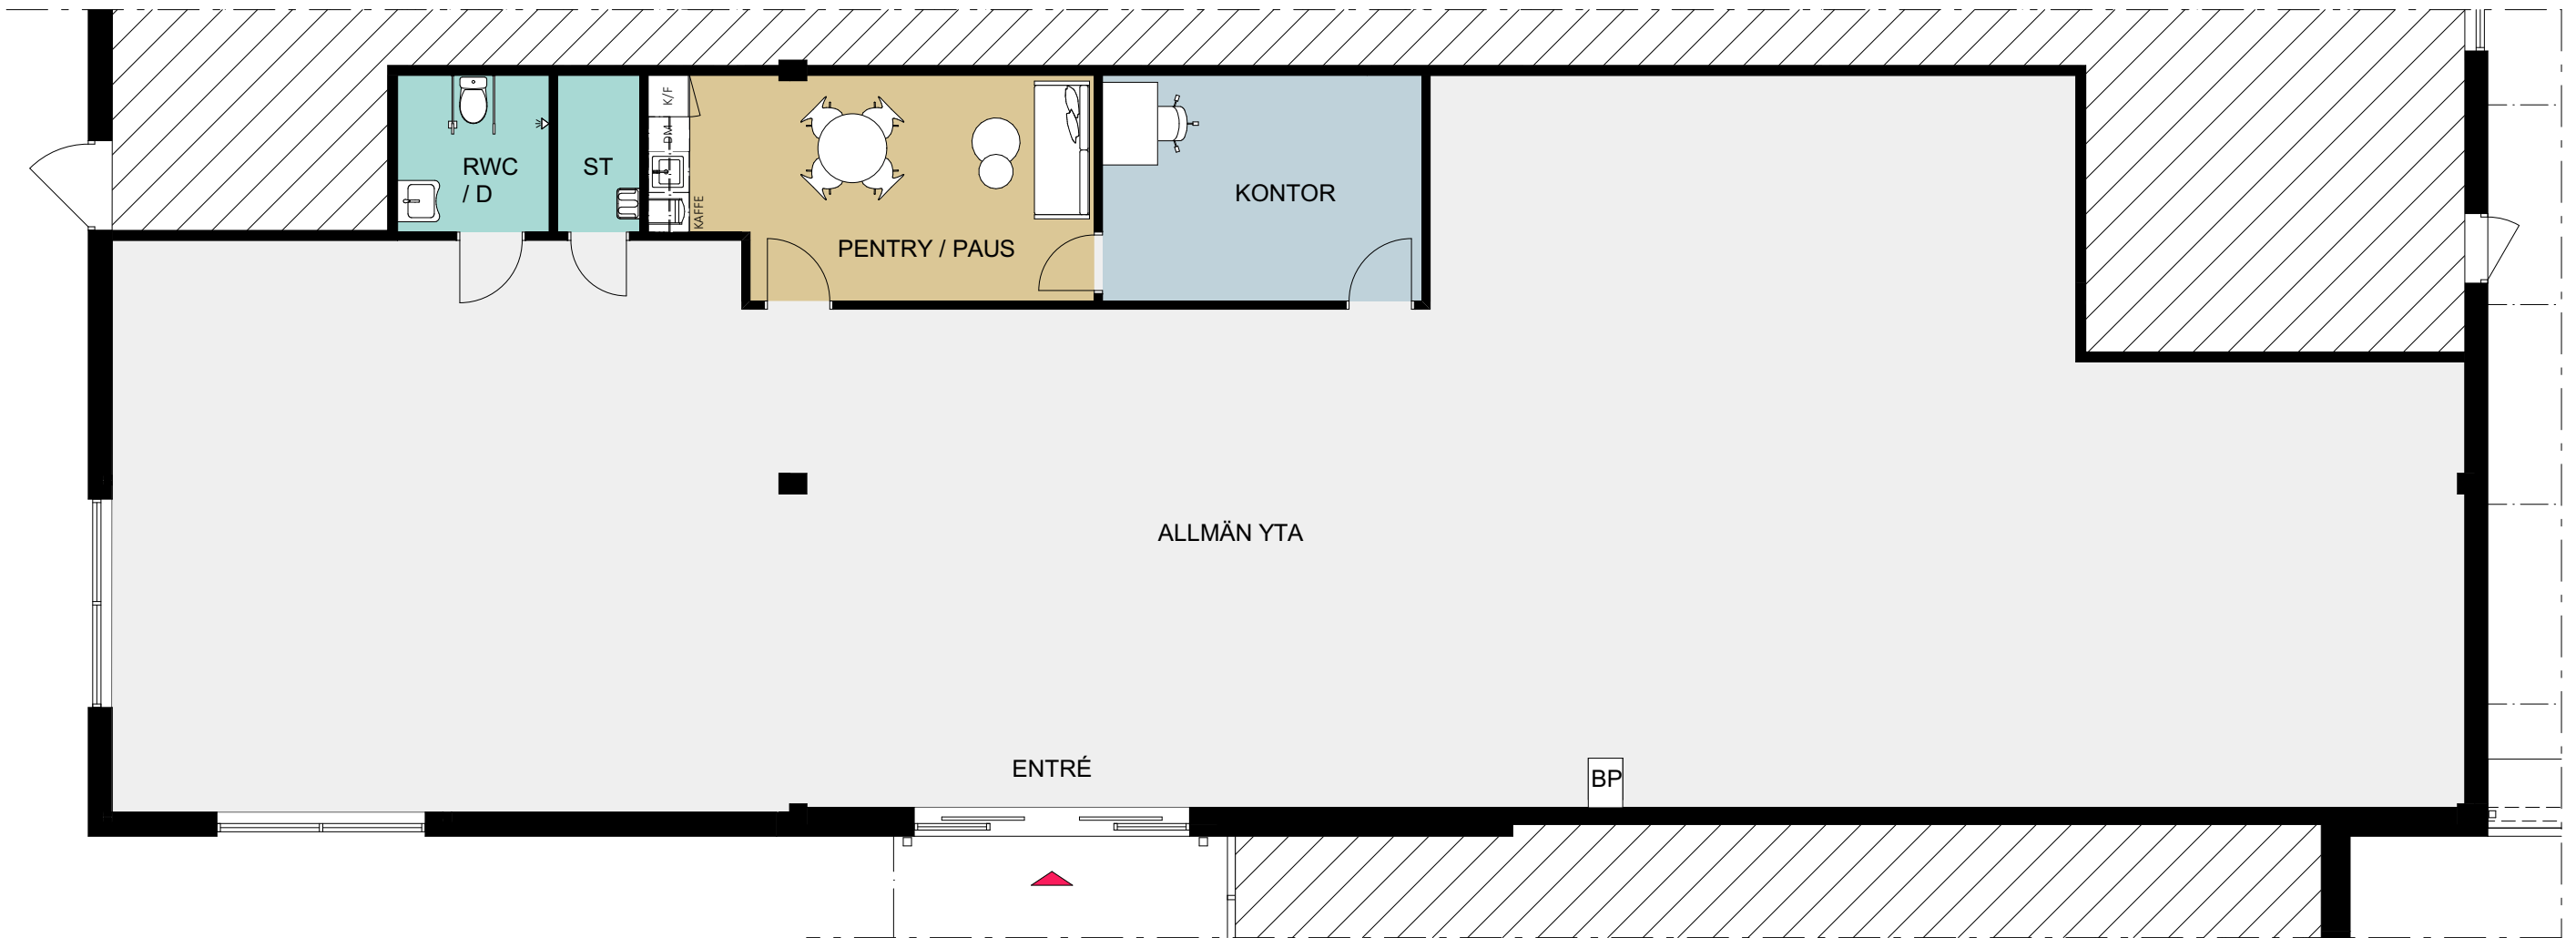 K/F
DM
KAFFE
RWC
/ D
ST
PENTRY / PAUS
KONTOR
ALLMÄN YTA
ENTRÉ
BP